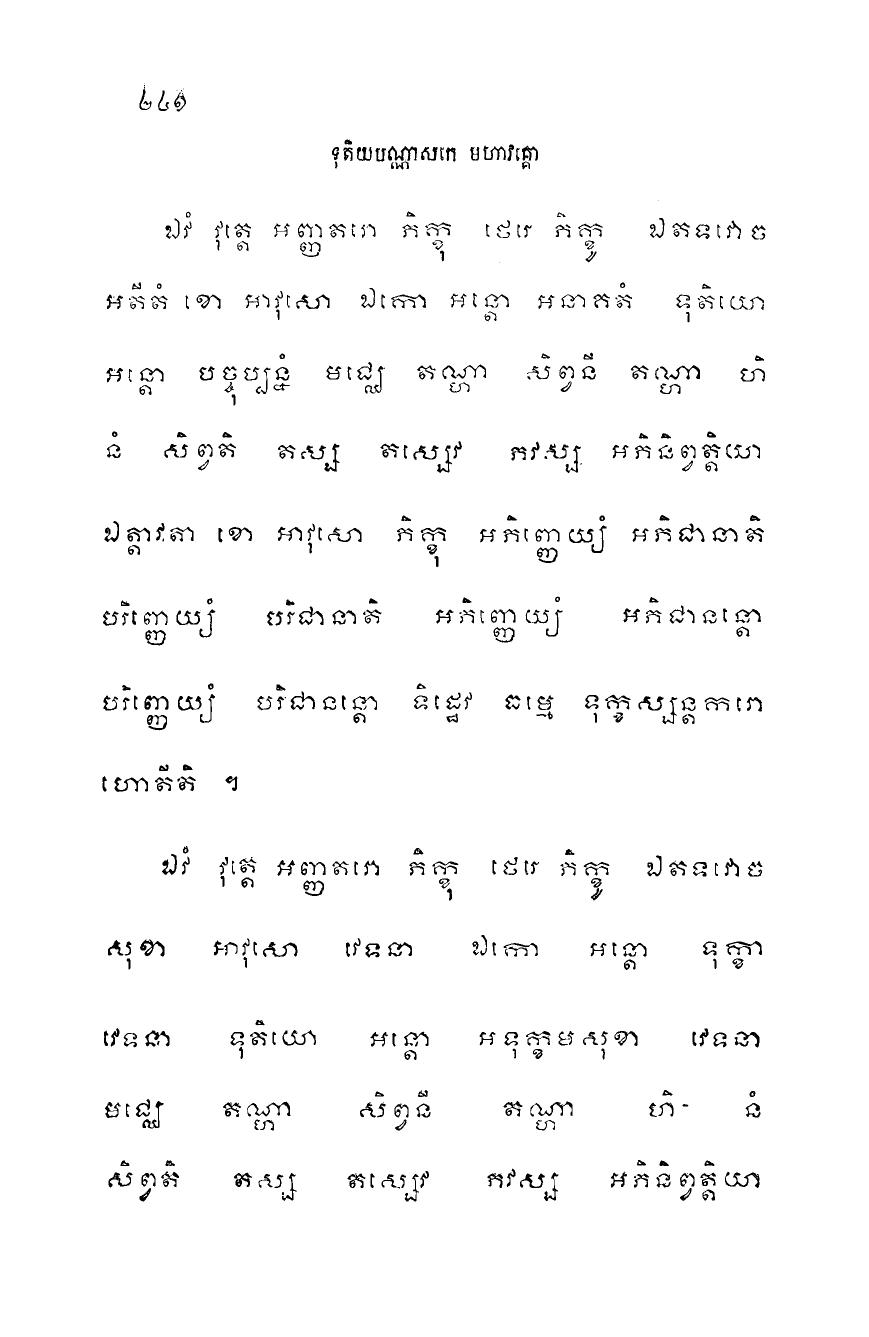 ២៤១
ទុតិយបណ្ណាសកេ មហាវគ្គោ
ឯវំ វុត្តេ អញ្ញតរោ ភិក្ខុ ថេរេ ភិក្ខូ ឯតទវោច
អតីតំ ខោ អាវុសោ ឯកោ អន្តោ អនាគតំ ទុតិយោ
អន្តោ បច្ចុប្បន្នំ មជ្ឈេ តណ្ហា សិព្វនី តណ្ហា ហិ
នំ សិព្វតិ តស្ស តស្សេវ ភវស្ស អភិនិព្វត្តិយា
ឯត្តាវតា ខោ អាវុសោ ភិក្ខុ អភិញ្ញេយ្យំ អភិជានាតិ
បរិញ្ញេយ្យំ បរិជានាតិ អភិញ្ញេយ្យំ អភិជានន្តោ
បរិញ្ញេយ្យំ បរិជានន្តោ ទិដ្ឋេវ ធម្មេ ទុក្ខស្សន្តករោ
ហោតីតិ ។
ឯវំ វុត្តេ អញ្ញតរោ ភិក្ខុ ថេរេ ភិក្ខូ ឯតទវោច
សុខា អាវុសោ វេទនា ឯកោ អន្តោ ទុក្ខា
វេទនា ទុតិយោ អន្តោ អទុក្ខមសុខា វេទនា
មជ្ឈេ តណ្ហា សិព្វនី តណ្ហា ហិ នំ
សិព្វតិ តស្ស តស្សេវ ភវស្ស អភិនិព្វត្តិយា